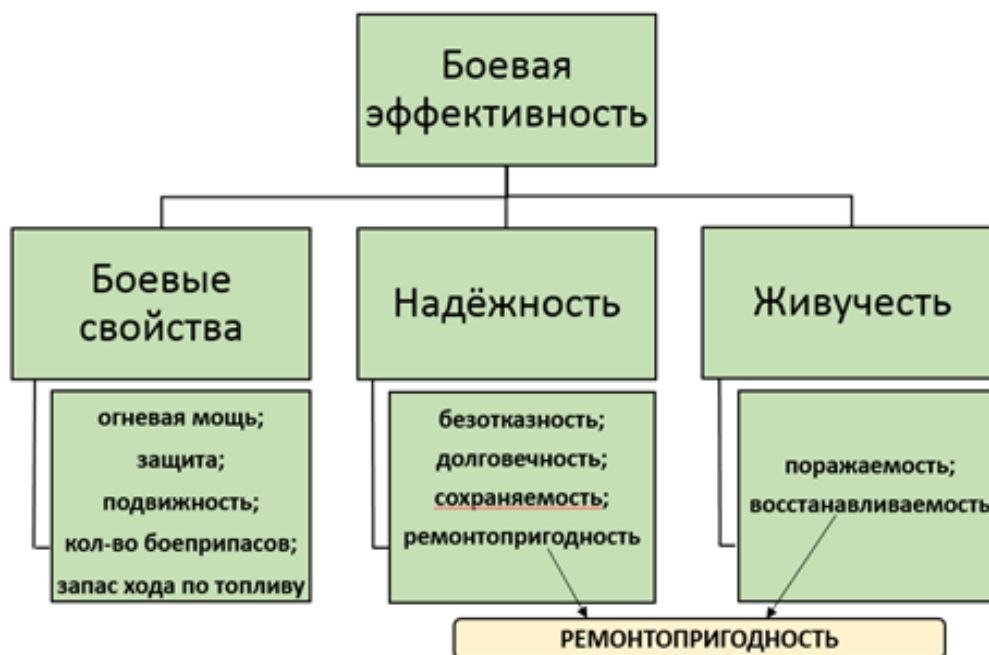 Боевая
эффективность
Боевые
свойства
огневая мощь;
защита;
подвижность;
кол-во боеприпасов;
запас хода по топливу
Надёжность
безотказность;
долговечность;
сохраняемость;
ремонтопригодность
Живучесть
поражаемость;
восстанавливаемость
РЕМОНТОПРИГОДНОСТЬ